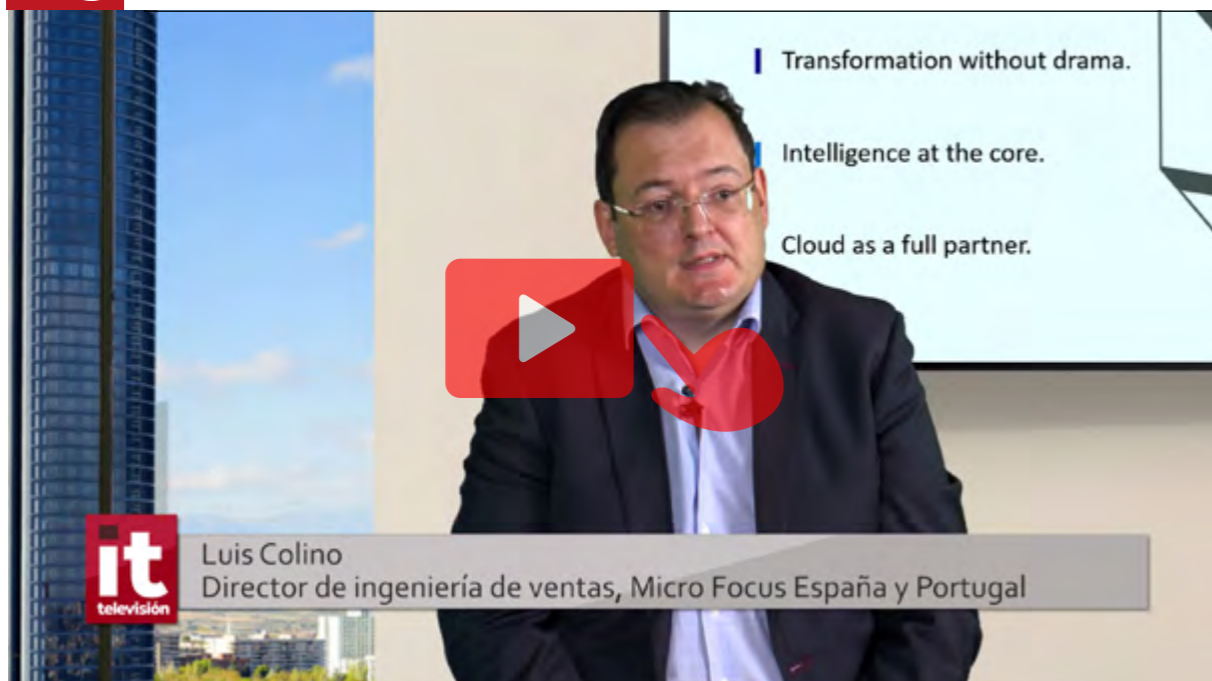 Transformation without drama.
Intelligence at the core.
Cloud as a full partner.
it
televisión
Luis Colino
Director de ingeniería de ventas, Micro Focus España y Portugal